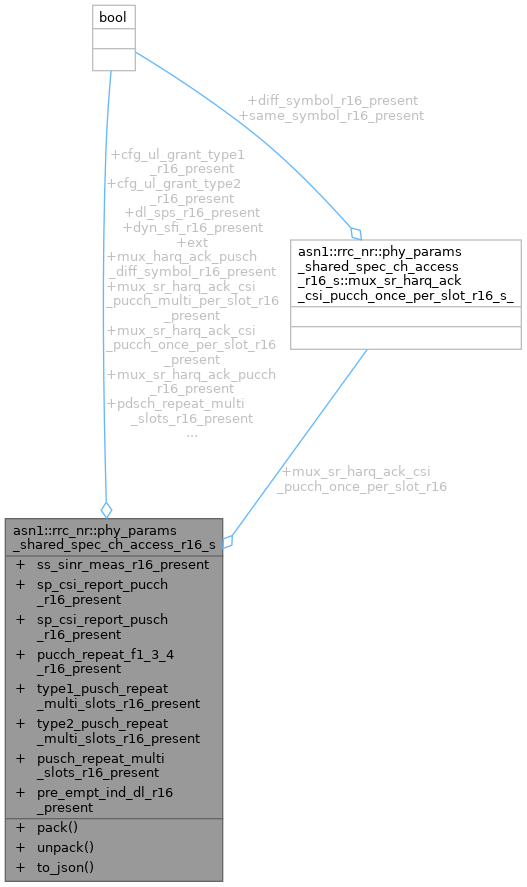 bool
+diff_symbol_r16_present
+same_symbol_r16_present
+cfg_ul_grant_type1
_r16_present
+cfg_ul_grant_type2
_r16_present
+dl_sps_r16_present
+dyn_sfi_r16_present
+ext
+mux_harq_ack_pusch
_diff_symbol_r16_present
+mux_sr_harq_ack_csi
_pucch_multi_per_slot_r16
_present
+mux_sr_harq_ack_csi
_pucch_once_per_slot_r16
_present
+mux_sr_harq_ack_pucch
_r16_present
+pdsch_repeat_multi
_slots_r16_present
...
asn1::rrc_nr::phy_params
_shared_spec_ch_access
_r16_s::mux_sr_harq_ack
_csi_pucch_once_per_slot_r16_s_
+mux_sr_harq_ack_csi
_pucch_once_per_slot_r16
asn1::rrc_nr::phy_params
_shared_spec_ch_access_r16_s
+ ss_sinr_meas_r16_present
+ sp_csi_report_pucch
_r16_present
+ sp_csi_report_pusch
_r16_present
+ pucch_repeat_f1_3_4
_r16_present
+ type1_pusch_repeat
_multi_slots_r16_present
+ type2_pusch_repeat
_multi_slots_r16_present
+ pusch_repeat_multi
_slots_r16_present
+ pre_empt_ind_dl_r16
_present
+ pack()
+ unpack()
+ to_json()